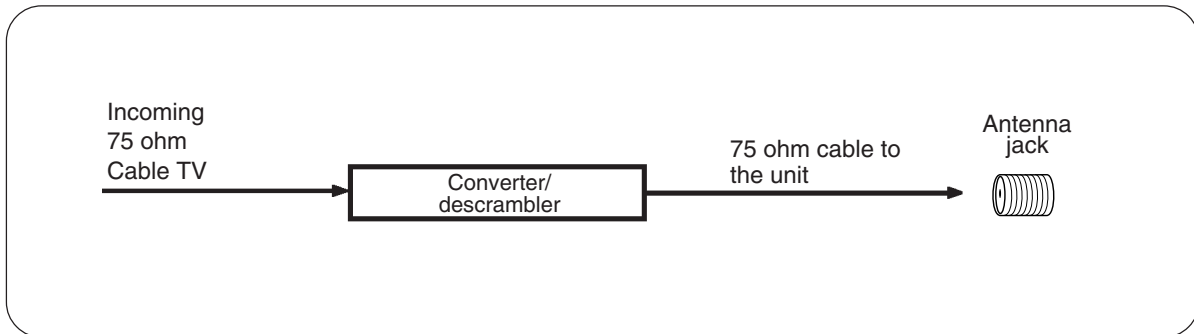 Incoming
75 ohm
Cable TV
Converter/
descrambler
75 ohm cable to
the unit
Antenna
jack